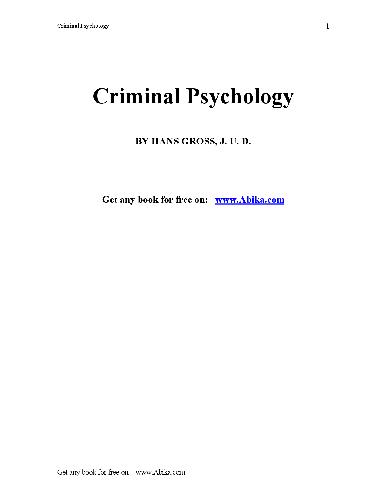 Criminal Psychology 1
Criminal Psychology
BY HANS GROSS, J. U. D.
Get any book for free on: www.Abika.com
Get any book for free on: www.Abika.com